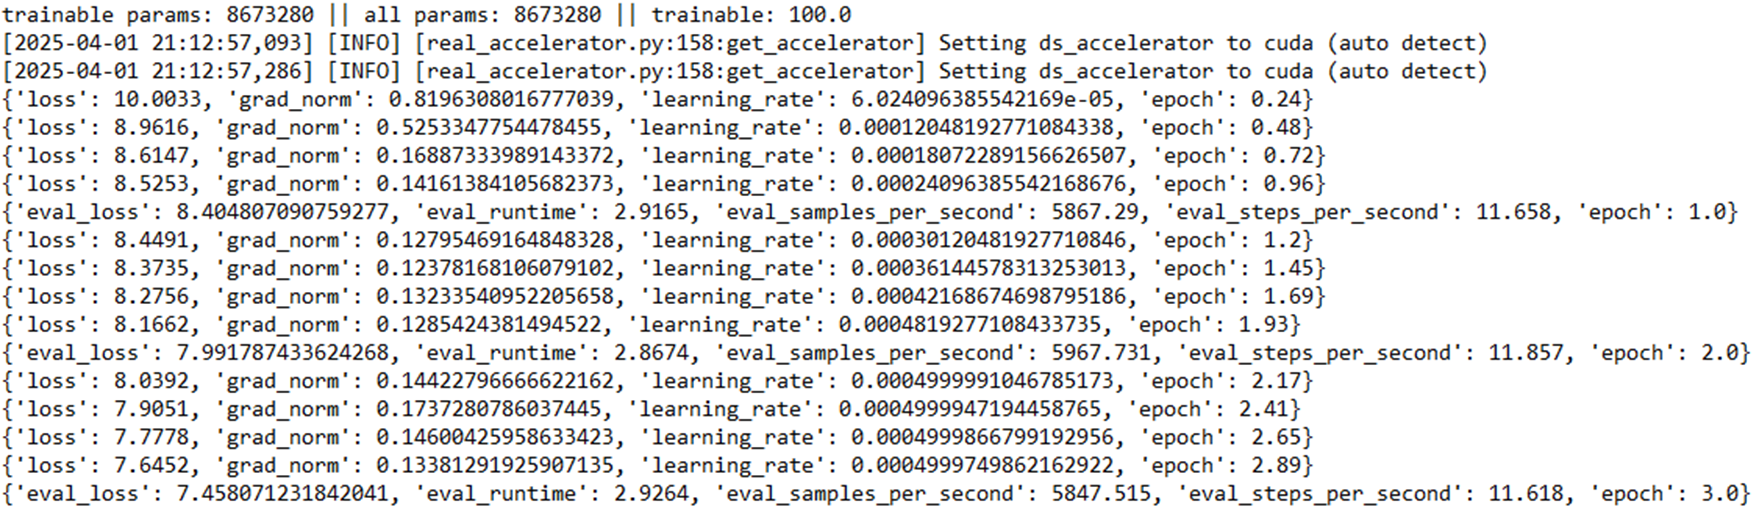 trainable params: 8673280 || all params: 8673280 || trainable: 100.0
[2025-04-01 21:12:57,093] [INFO] [real_accelerator.py:158:get_accelerator] Setting ds_accelerator to cuda (auto detect)
[2025-04-01 21:12:57,286] [INFO] [real_accelerator.py:158:get_accelerator] Setting ds_accelerator to cuda (auto detect)
{'loss': 10.0033, 'grad_norm': 0.8196308016777039, 'learning_rate': 6.024096385542169e-05, 'epoch': 0.24}
{'loss': 8.9616, 'grad_norm': 0.5253347754478455, 'learning_rate': 0.00012048192771084338, 'epoch': 0.48}
{'loss': 8.6147, 'grad_norm': 0.16887333989143372, 'learning_rate': 0.00018072289156626507, 'epoch': 0.72}
{'loss': 8.5253, 'grad_norm': 0.14161384105682373, 'learning_rate': 0.00024096385542168676, 'epoch': 0.96}
{'eval_loss': 8.404807090759277, 'eval_runtime': 2.9165, 'eval_samples_per_second': 5867.29, 'eval_steps_per_second': 11.658, 'epoch': 1.0}
{'loss': 8.4491, 'grad_norm': 0.12795469164848328, 'learning_rate': 0.00030120481927710846, 'epoch': 1.2}
{'loss': 8.3735, 'grad_norm': 0.12378168106079102, 'learning_rate': 0.00036144578313253013, 'epoch': 1.45}
{'loss': 8.2756, 'grad_norm': 0.13233540952205658, 'learning_rate': 0.00042168674698795186, 'epoch': 1.69}
{'loss': 8.1662, 'grad_norm': 0.1285424381494522, 'learning_rate': 0.0004819277108433735, 'epoch': 1.93}
{'eval_loss': 7.991787433624268, 'eval_runtime': 2.8674, 'eval_samples_per_second': 5967.731, 'eval_steps_per_second': 11.857, 'epoch': 2.0}
{'loss': 8.0392, 'grad_norm': 0.14422796666622162, 'learning_rate': 0.0004999991046785173, 'epoch': 2.17}
{'loss': 7.9051, 'grad_norm': 0.1737280786037445, 'learning_rate': 0.0004999947194458765, 'epoch': 2.41}
{'loss': 7.7778, 'grad_norm': 0.14600425958633423, 'learning_rate': 0.0004999866799192956, 'epoch': 2.65}
{'loss': 7.6452, 'grad_norm': 0.13381291925907135, 'learning_rate': 0.0004999749862162922, 'epoch': 2.89}
{'eval_loss': 7.458071231842041, 'eval_runtime': 2.9264, 'eval_samples_per_second': 5847.515, 'eval_steps_per_second': 11.618, 'epoch': 3.0}